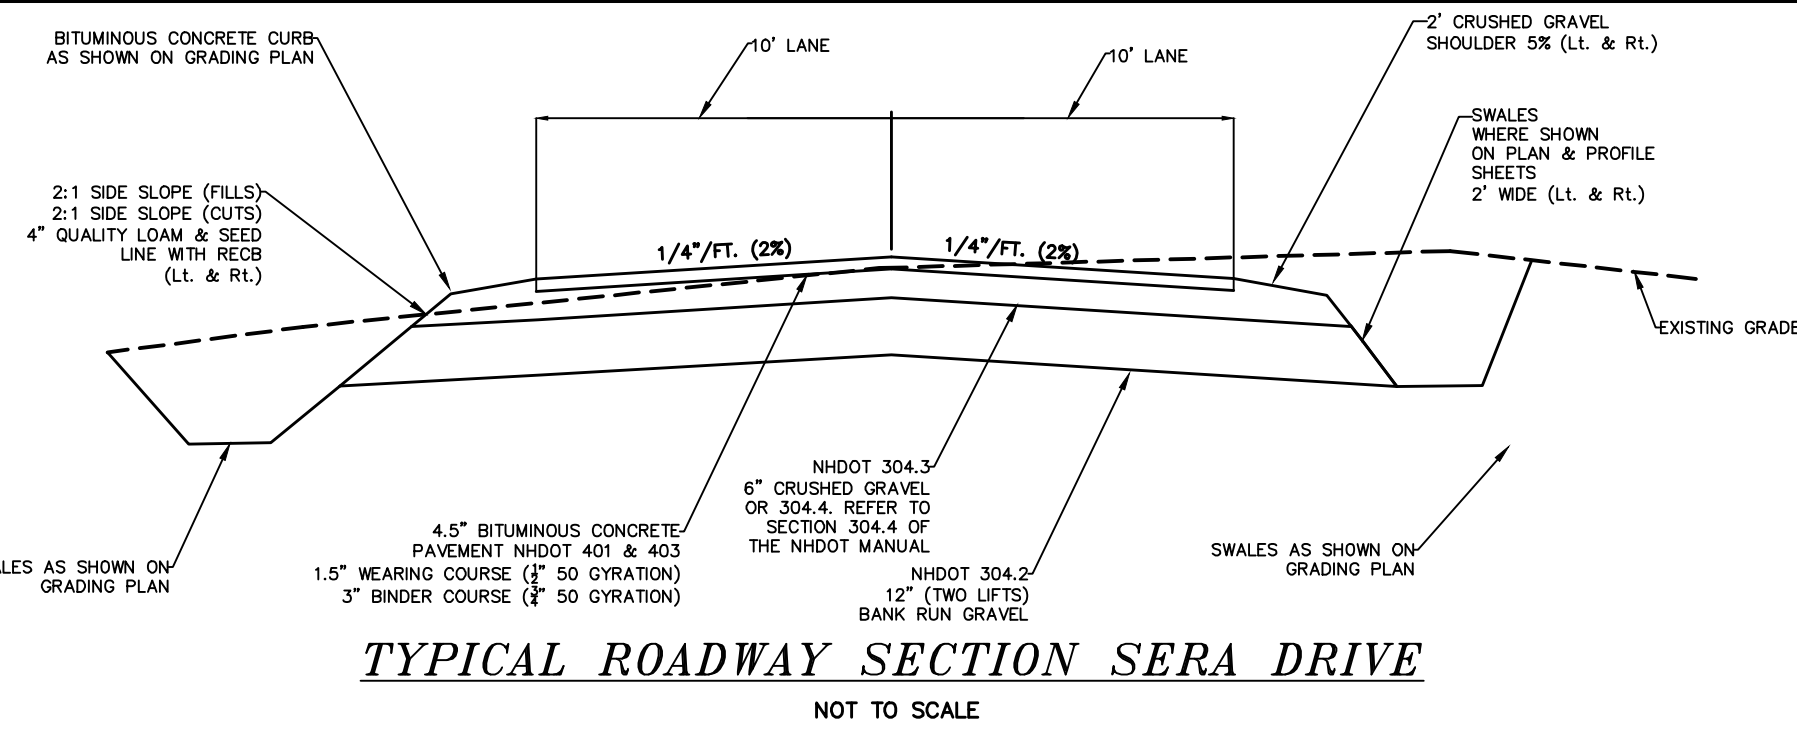 BITUMINOUS CONCRETE CURB
AS SHOWN ON GRADING PLAN
10' LANE
10' LANE
2' CRUSHED GRAVEL
SHOULDER 5% (Lt. & Rt.)
SWALES
WHERE SHOWN
ON PLAN & PROFILE
SHEETS
2' WIDE (Lt. & Rt.)
2:1 SIDE SLOPE (FILLS)
2:1 SIDE SLOPE (CUTS)
4" QUALITY LOAM & SEED
LINE WITH RECB
(Lt. & Rt.)
1/4"/FT. (2%)
1/4"/FT. (2%)
EXISTING GRADE
NHDOT 304.3
6" CRUSHED GRAVEL
OR 304.4. REFER TO
SECTION 304.4 OF
THE NHDOT MANUAL
4.5" BITUMINOUS CONCRETE
PAVEMENT NHDOT 401 & 403
1.5" WEARING COURSE (1/2" 50 GYRATION)
3" BINDER COURSE (3/4" 50 GYRATION)
NHDOT 304.2
12" (TWO LIFTS)
BANK RUN GRAVEL
ALES AS SHOWN ON
GRADING PLAN
SWALES AS SHOWN ON
GRADING PLAN
TYPICAL ROADWAY SECTION SERA DRIVE
NOT TO SCALE